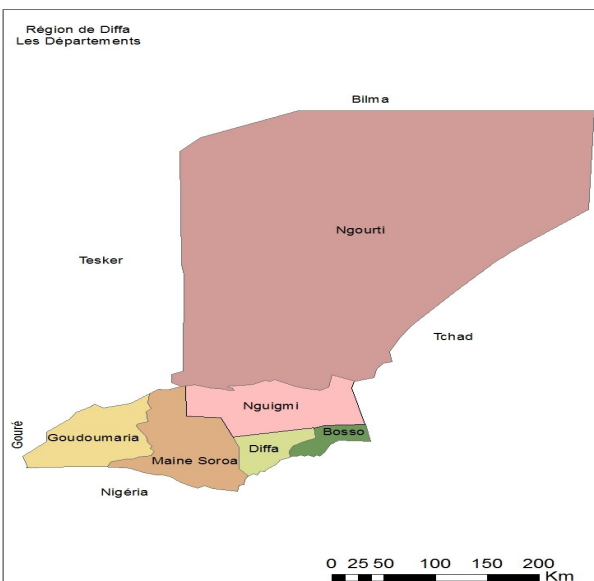 Région de Diffa
Les Départements
Bilma
Ngourti
Tesker
Tchad
Nguigmi
Gouré
Goudoumaria
Bosso
Diffa
Maine Soroa
Nigéria
0 25 50 100 150 200
Km